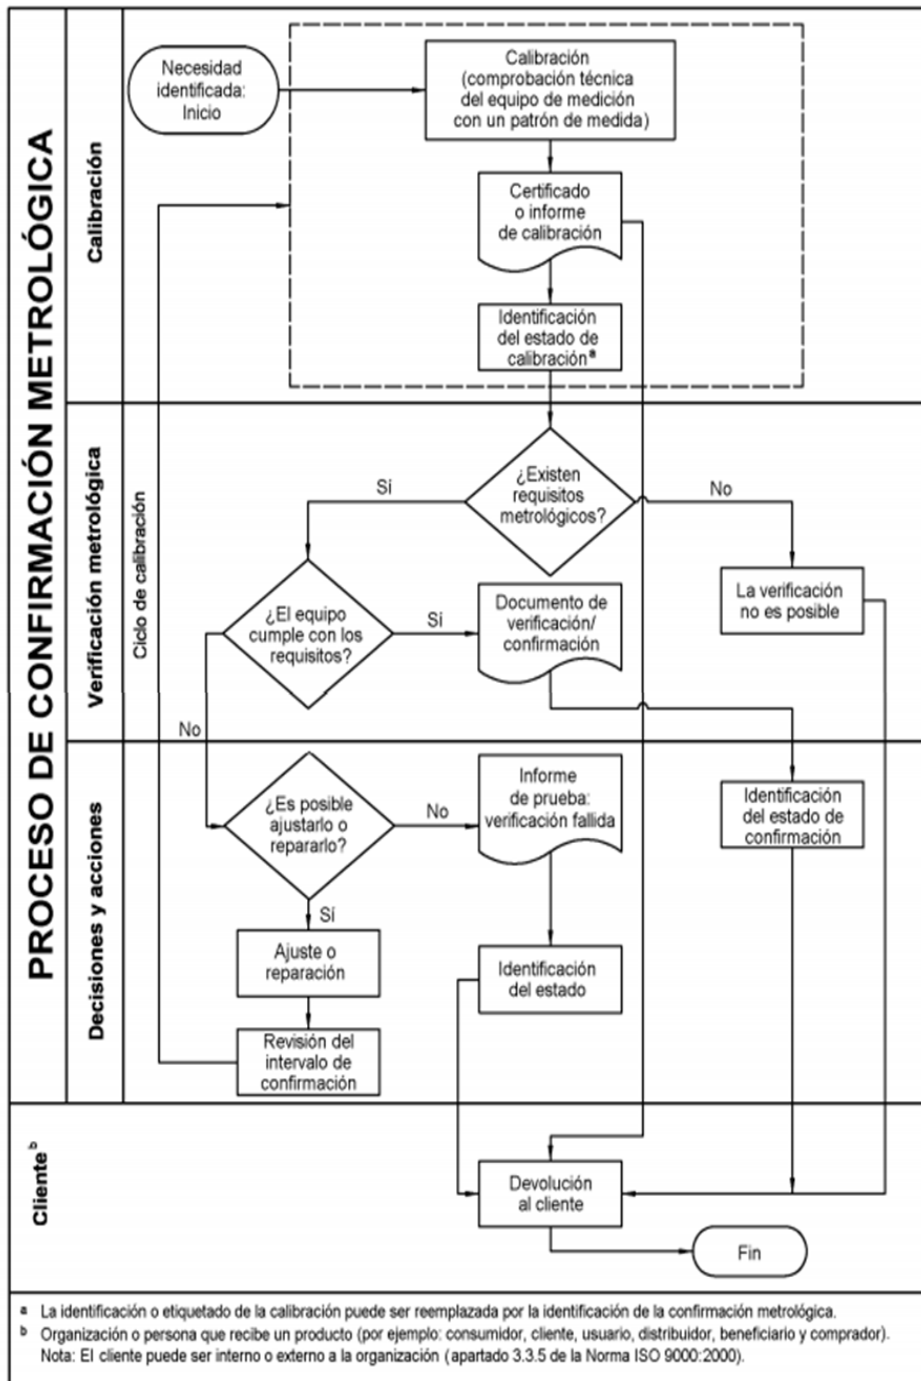 PROCESO DE CONFIRMACIÓN METROLÓGICA
Calibración
Necesidad
identificada:
Inicio
Calibración
(comprobación técnica
del equipo de medición
con un patrón de medida)
Certificado
o informe
de calibración
Identificación
del estado de
calibración a
Verificación metrológica
Ciclo de calibración
¿Existen
requisitos
metrológicos?
Sí
No
¿El equipo
cumple con los
requisitos?
Sí
Documento de
verificación/
confirmación
La verificación
no es posible
No
Decisiones y acciones
¿Es posible
ajustarlo o
repararlo?
No
Informe
de prueba:
verificación fallida
Identificación
del estado de
confirmación
Sí
Ajuste o
reparación
Identificación
del estado
Revisión del
intervalo de
confirmación
Cliente b
Devolución
al cliente
Fin
a La identificación o etiquetado de la calibración puede ser reemplazada por la identificación de la confirmación metrológica.
b Organización o persona que recibe un producto (por ejemplo: consumidor, cliente, usuario, distribuidor, beneficiario y comprador).
Nota: El cliente puede ser interno o externo a la organización (apartado 3.3.5 de la Norma ISO 9000:2000).